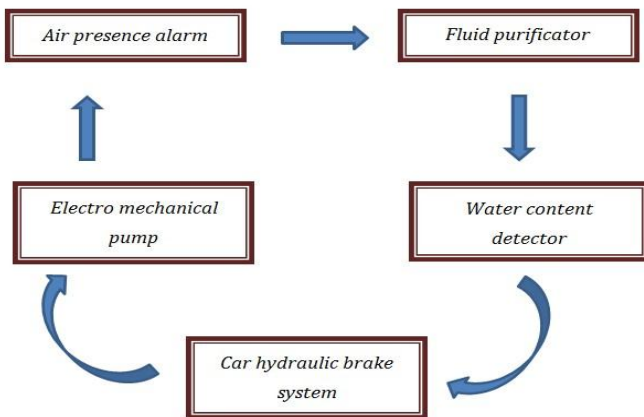 Air presence alarm
Fluid purificator
Electro mechanical
pump
Water content
detector
Car hydraulic brake
system